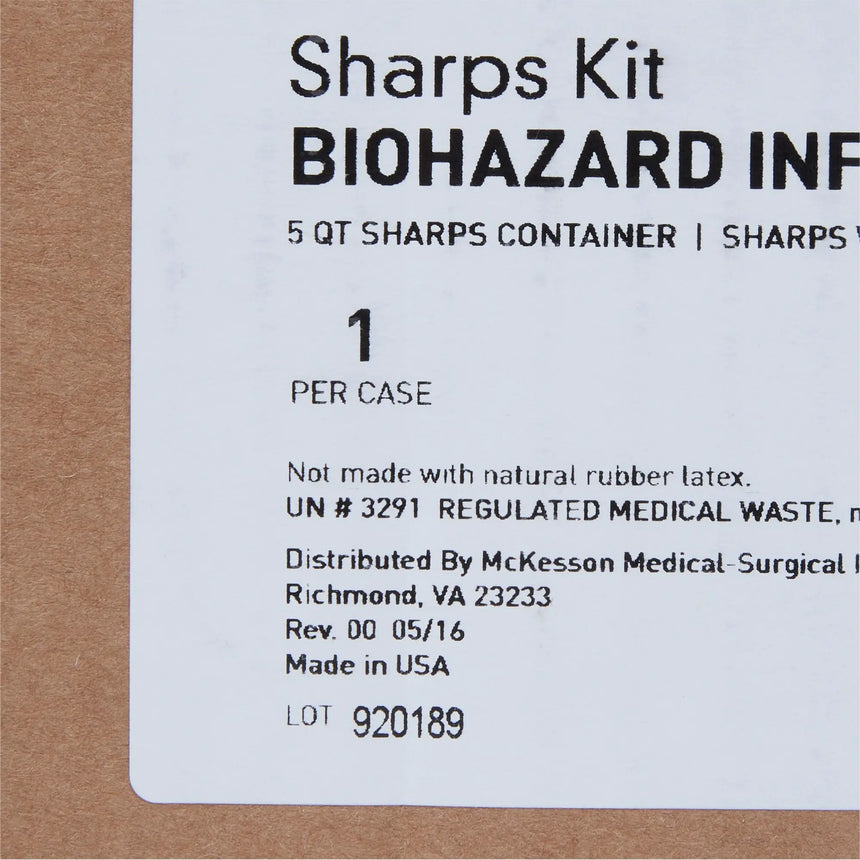 Sharps Kit
BIOHAZARD INF
5 QT SHARPS CONTAINER | SHARPS
1
PER CASE
Not made with natural rubber latex.
UN # 3291 REGULATED MEDICAL WASTE,
Distributed By McKesson Medical-Surgical
Richmond, VA 23233
Rev. 00 05/16
Made in USA
LOT 920189